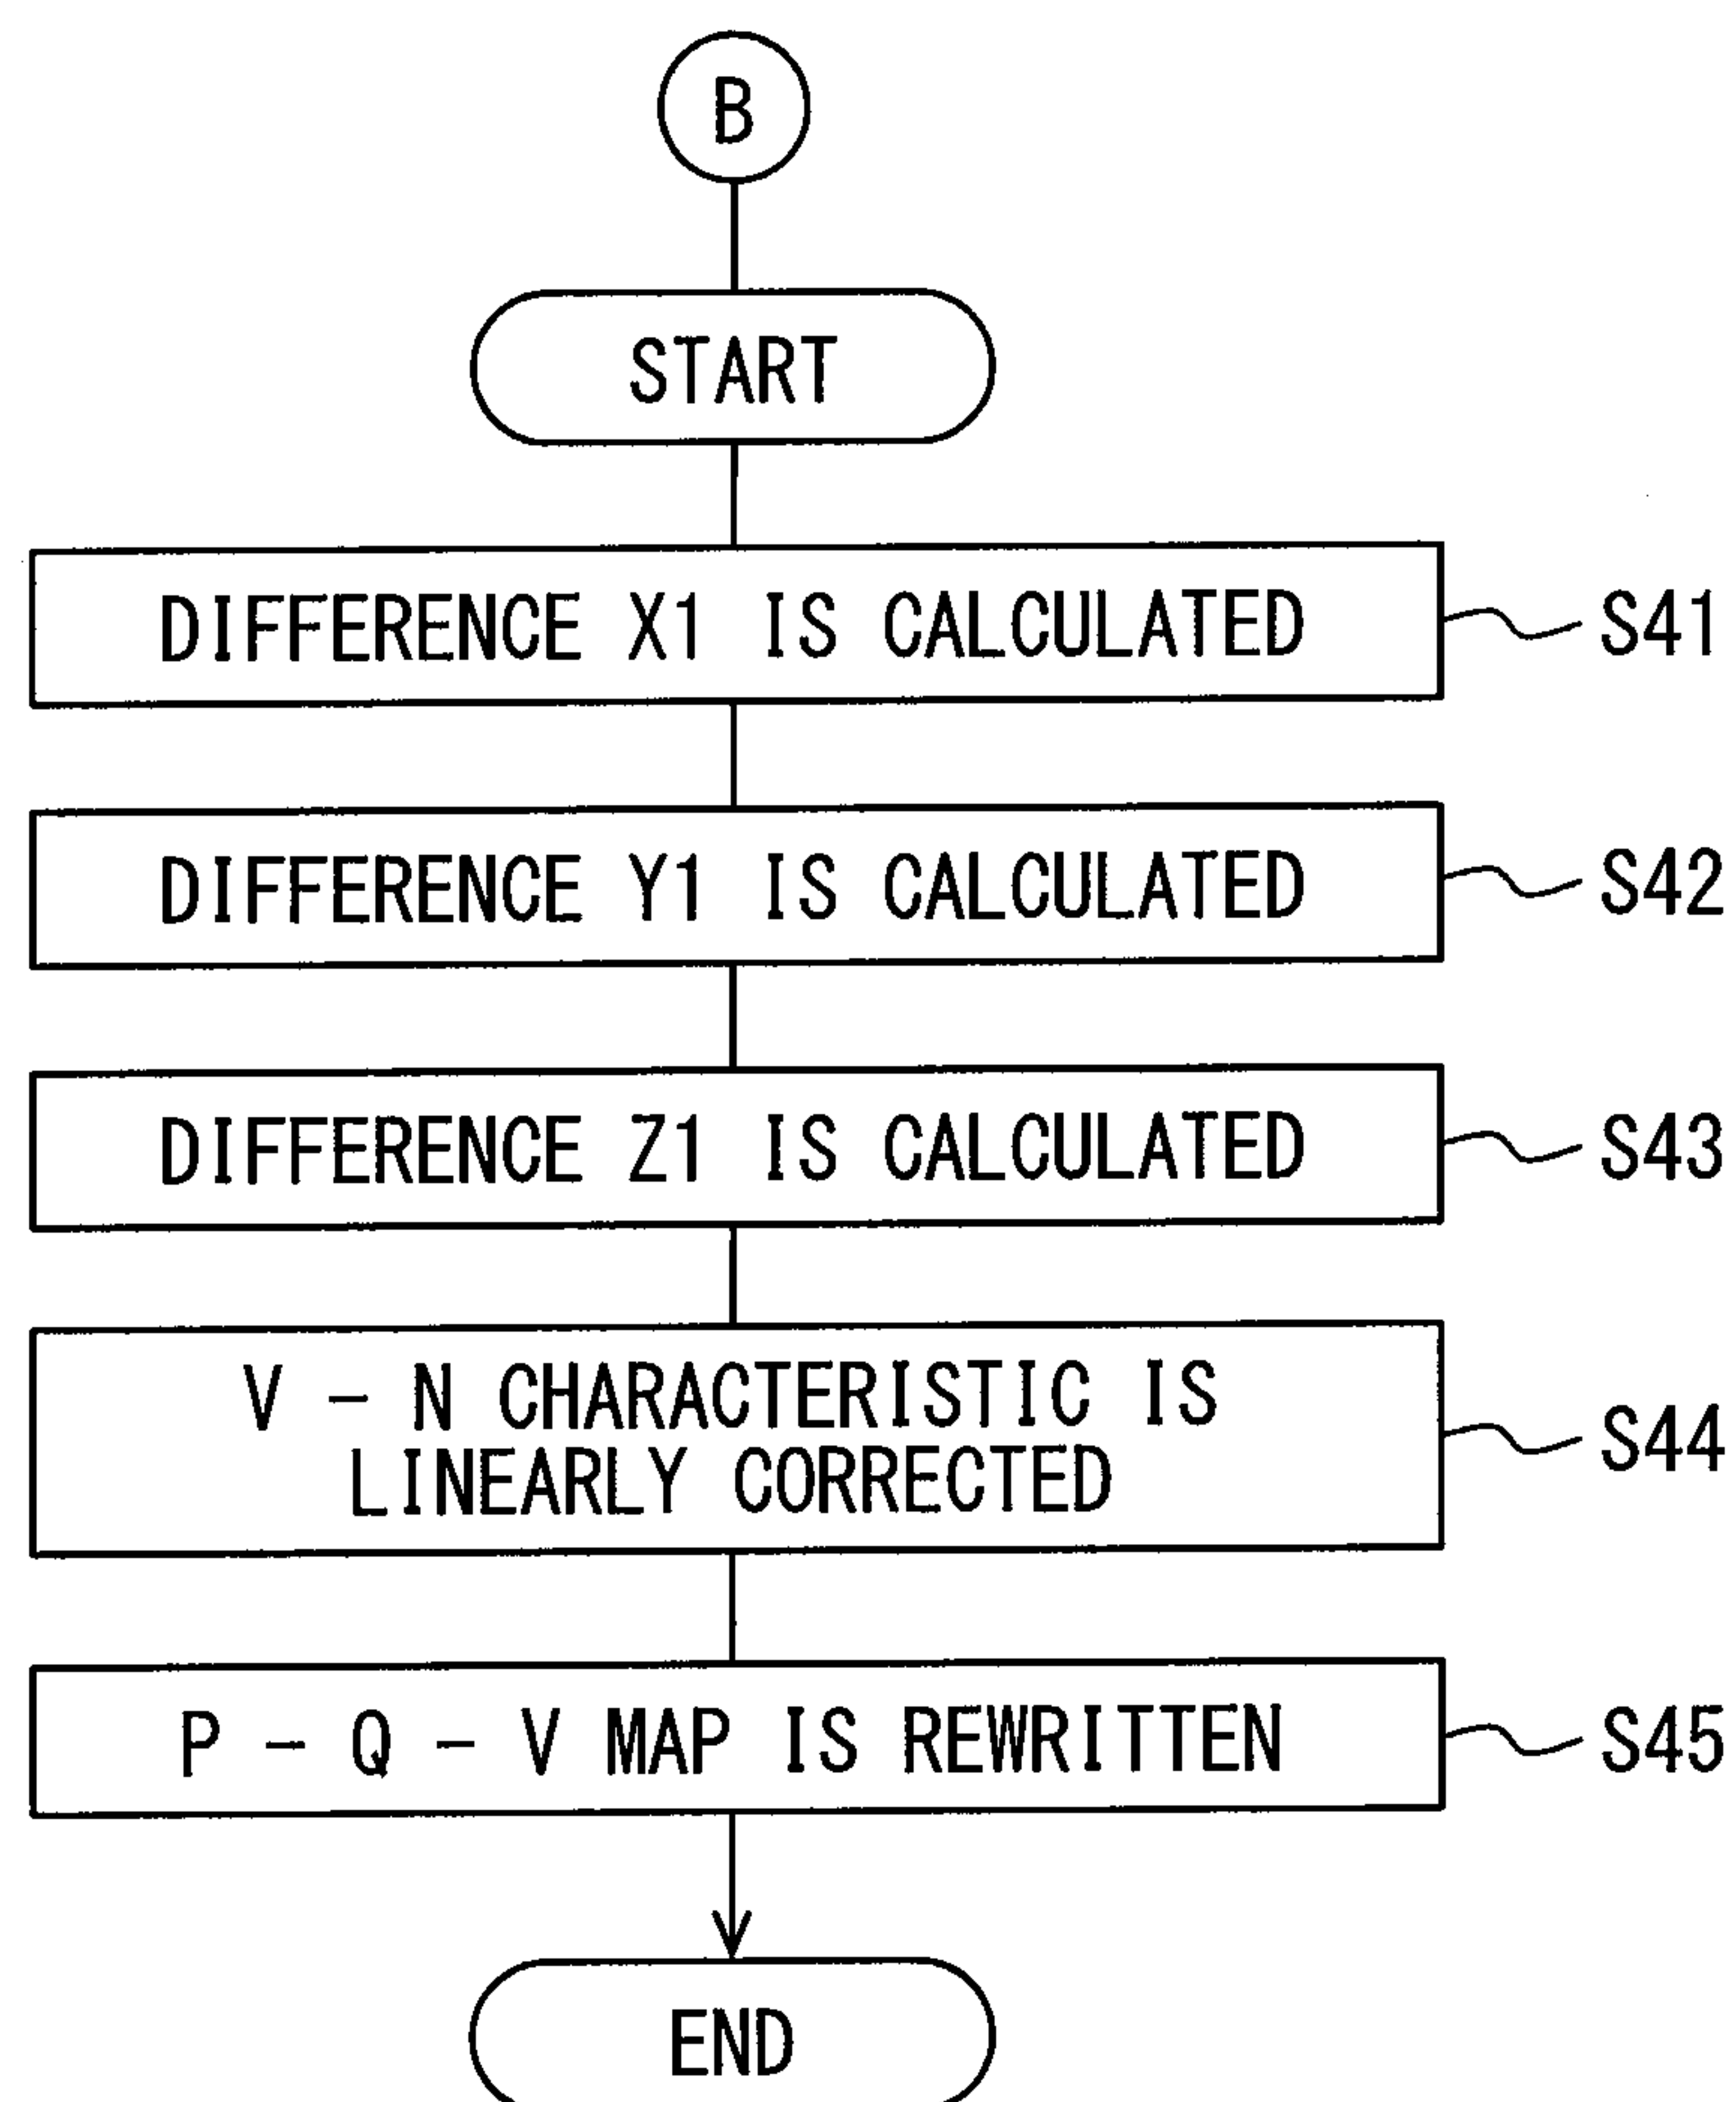 B
START
DIFFERENCE X1 IS CALCULATED
S41
DIFFERENCE Y1 IS CALCULATED
S42
DIFFERENCE Z1 IS CALCULATED
S43
V - N CHARACTERISTIC IS
LINEARLY CORRECTED
S44
P - Q - V MAP IS REWRITTEN
S45
END